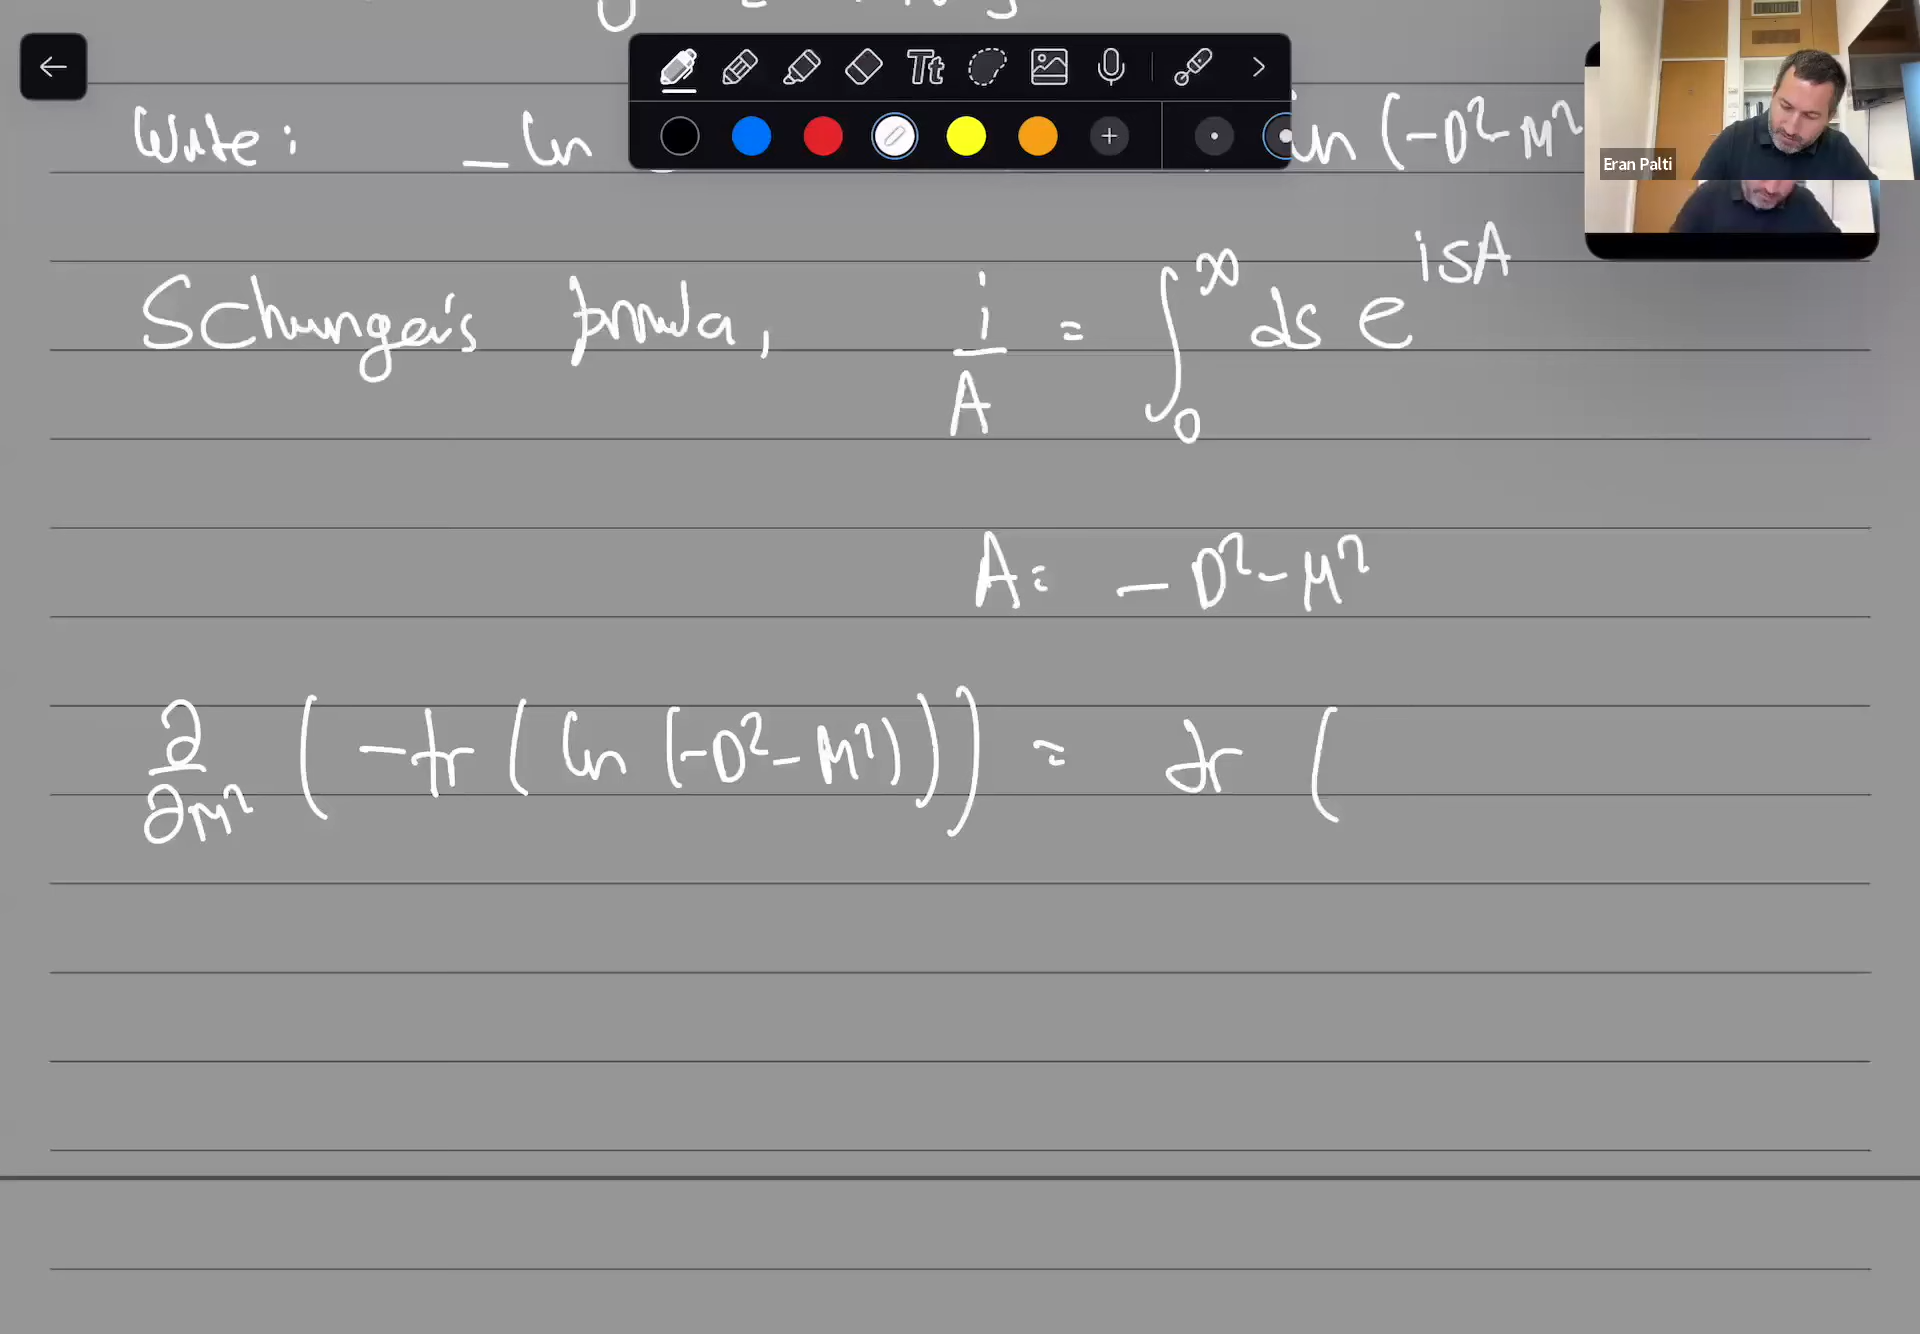 Write: - ln ln (-D²-M²
Eran Palti
Schwinger's formula, i/A = ∫₀^∞ ds e^{isA}
A = -D²-M²
∂/∂M² (-tr(ln(-D²-M²))) = tr (
Tt